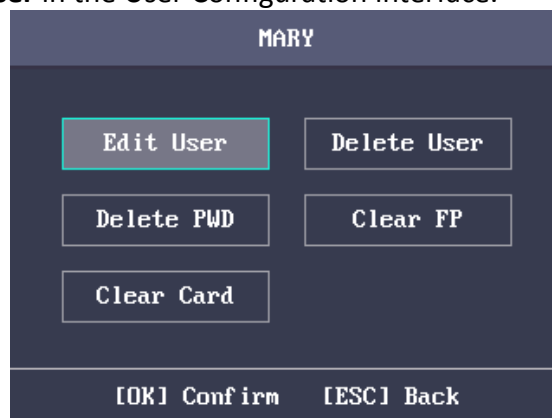 in the User Configuration interface.
MARY
Edit User Delete User
Delete PWD Clear FP
Clear Card
[OK] Confirm [ESC] Back